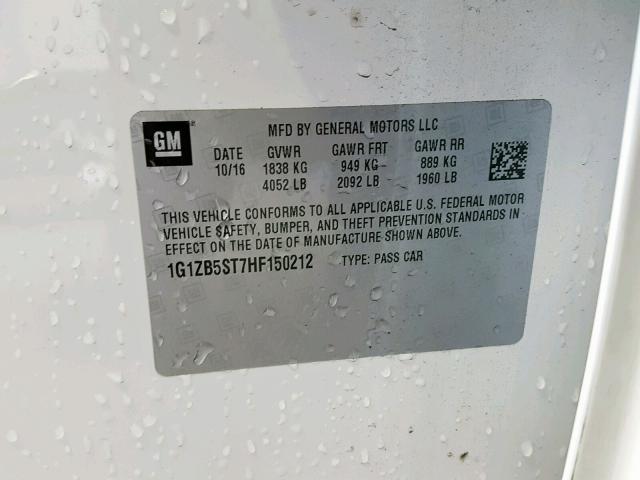 GM
MFD BY GENERAL MOTORS LLC
DATE GVWR GAWR FRT GAWR RR
10/16 1838 KG 949 KG 889 KG
4052 LB 2092 LB 1960 LB
THIS VEHICLE CONFORMS TO ALL APPLICABLE U.S. FEDERAL MOTOR
VEHICLE SAFETY, BUMPER, AND THEFT PREVENTION STANDARDS IN
EFFECT ON THE DATE OF MANUFACTURE SHOWN ABOVE.
1G1ZB5ST7HF150212 TYPE: PASS CAR